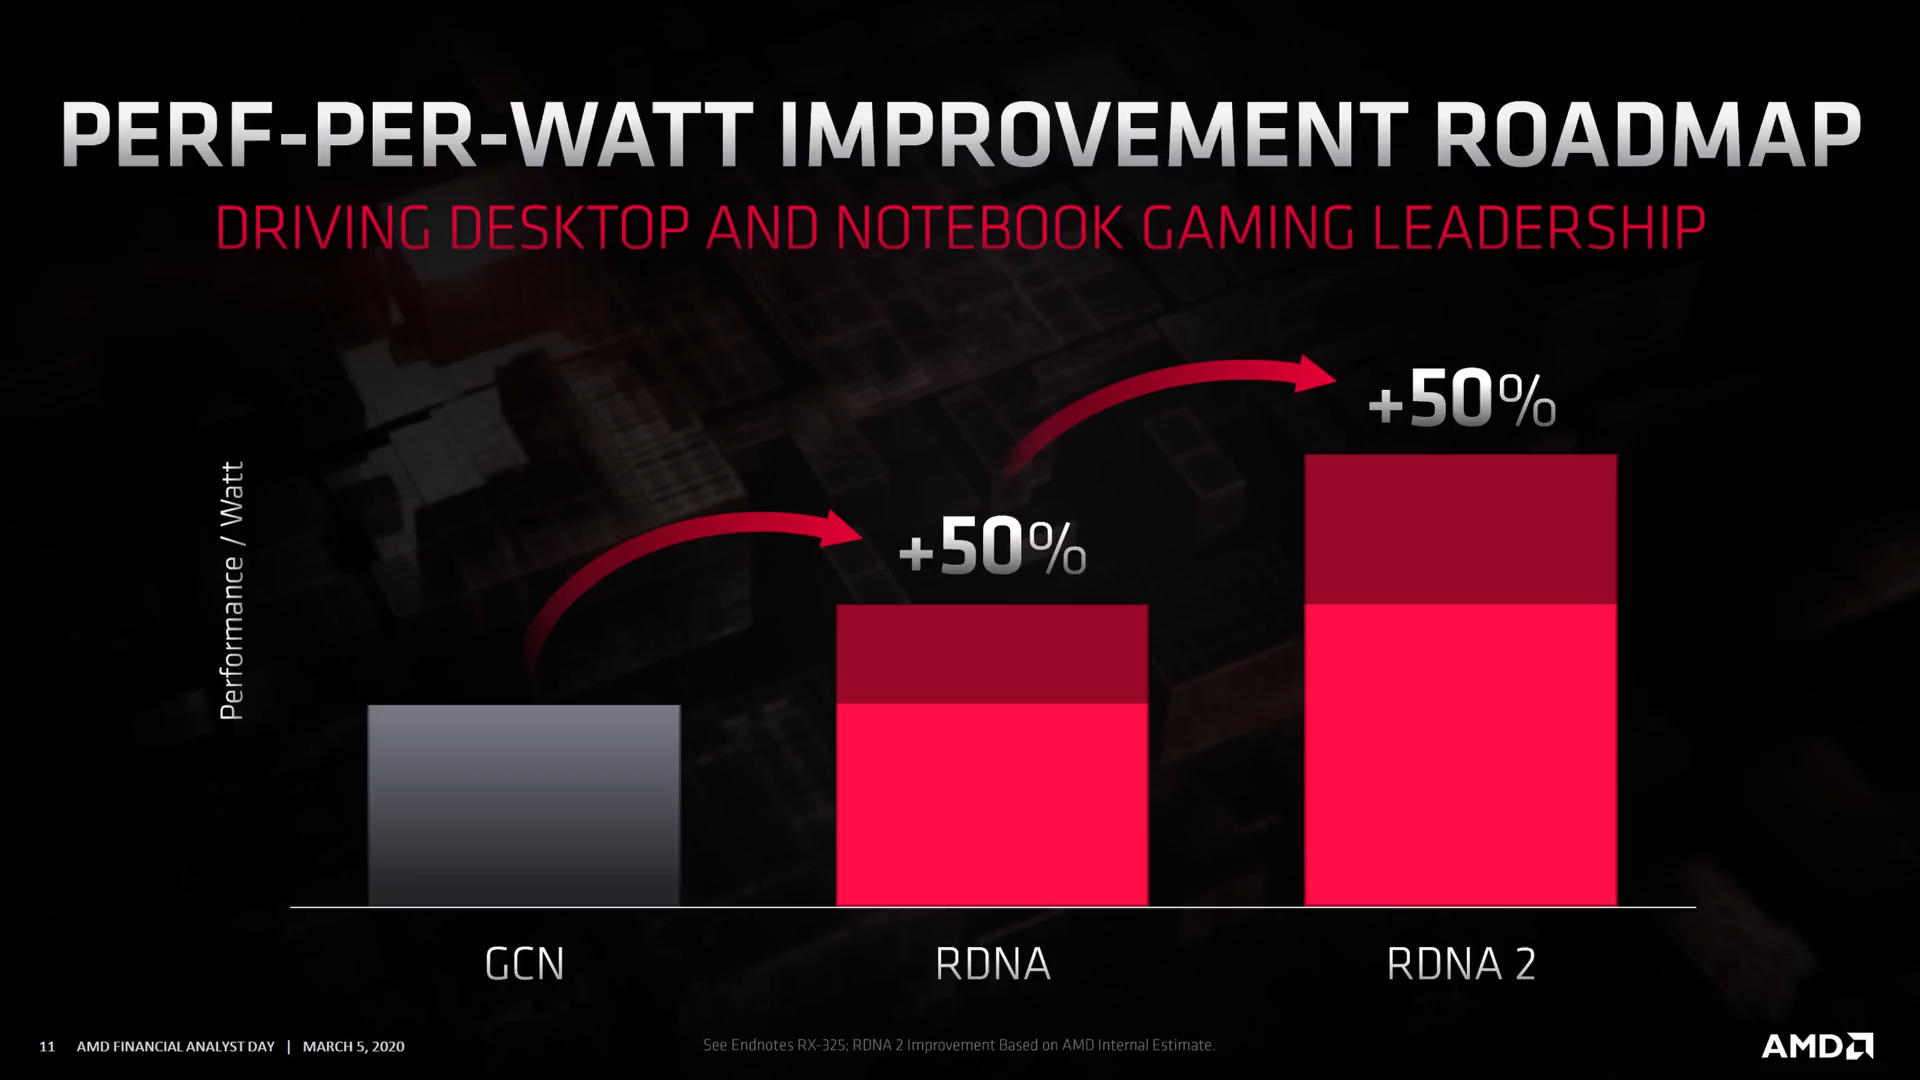 PERF-PER-WATT IMPROVEMENT ROADMAP
DRIVING DESKTOP AND NOTEBOOK GAMING LEADERSHIP
+50%
+50%
Performance / Watt
GCN
RDNA
RDNA 2
11 AMD FINANCIAL ANALYST DAY | MARCH 5, 2020
See Endnotes RX-325; RDNA 2 Improvement Based on AMD Internal Estimate.
AMD